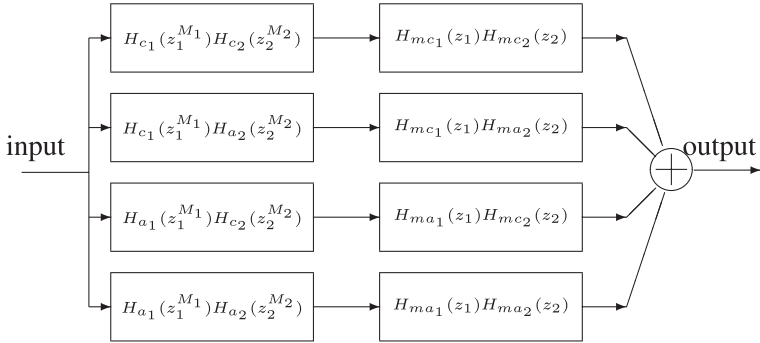 H_{c_1}(z_1^{M_1})H_{c_2}(z_2^{M_2}) H_{mc_1}(z_1)H_{mc_2}(z_2)
H_{c_1}(z_1^{M_1})H_{a_2}(z_2^{M_2}) H_{mc_1}(z_1)H_{ma_2}(z_2)
input
output
H_{a_1}(z_1^{M_1})H_{c_2}(z_2^{M_2}) H_{ma_1}(z_1)H_{mc_2}(z_2)
H_{a_1}(z_1^{M_1})H_{a_2}(z_2^{M_2}) H_{ma_1}(z_1)H_{ma_2}(z_2)